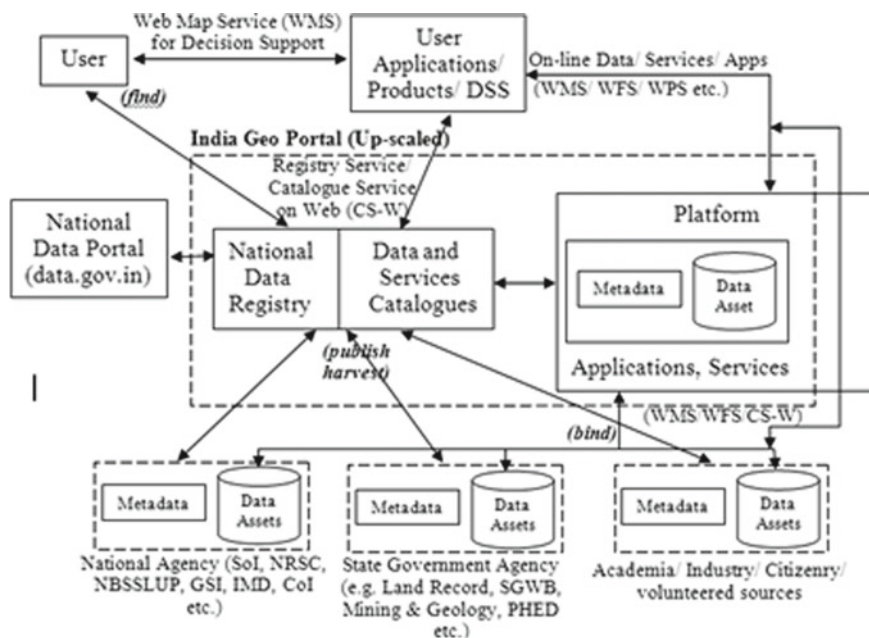 Web Map Service (WMS)
for Decision Support
User
User
Applications/
Products/ DSS
On-line Data/ Services/ Apps
(WMS/ WFS/ WPS etc.)
(find)
India Geo Portal (Up-scaled)
Registry Service/
Catalogue Service
on Web (CS-W)
National
Data Portal
(data.gov.in)
National
Data
Registry
Data and
Services
Catalogues
Platform
Metadata
Data
Asset
Applications, Services
(publish
harvest)
(bind)
(WMS/WFS/CS-W)
Metadata
Data
Assets
National Agency (SoI, NRSC,
NBSSLUP, GSI, IMD, CoI
etc.)
Metadata
Data
Assets
State Government Agency
(e.g. Land Record, SGWB,
Mining & Geology, PHED
etc.)
Metadata
Data
Assets
Academia/ Industry/ Citizenry/
volunteered sources